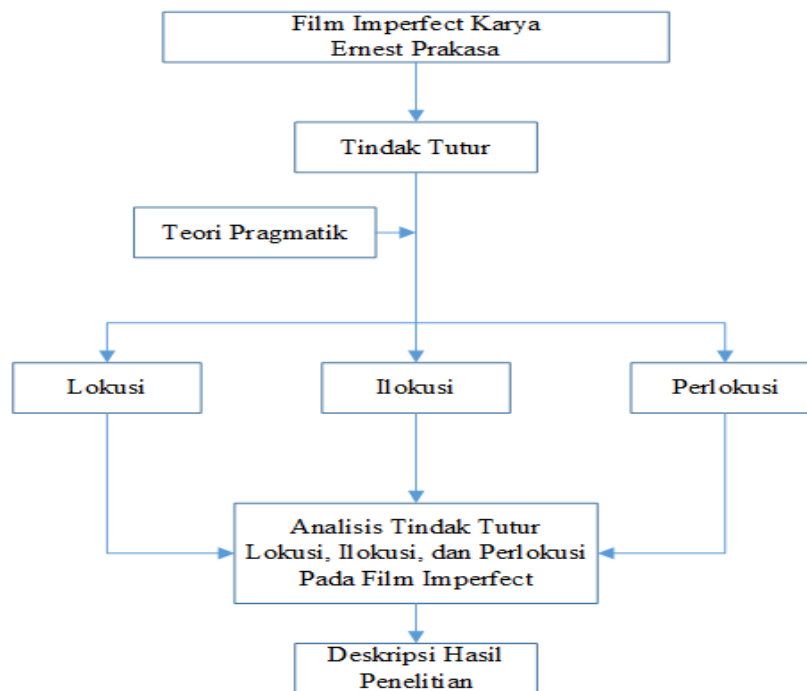 Film Imperfect Karya
Ernest Prakasa
Tindak Tutur
Teori Pragmatik
Lokusi
Ilokusi
Perlokusi
Analisis Tindak Tutur
Lokusi, Ilokusi, dan Perlokusi
Pada Film Imperfect
Deskripsi Hasil
Penelitian